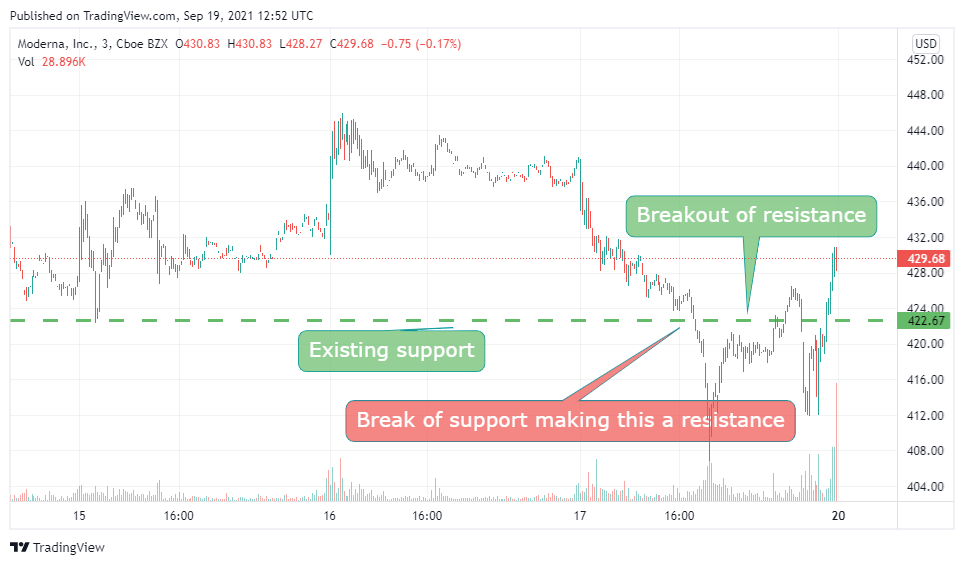 Published on TradingView.com, Sep 19, 2021 12:52 UTC
Moderna, Inc., 3, Cboe BZX O430.83 H430.83 L428.27 C429.68 −0.75 (−0.17%)
Vol 28.896K
USD
452.00
448.00
444.00
440.00
436.00
Breakout of resistance
432.00
429.68
428.00
424.00
422.67
420.00
Existing support
416.00
412.00
Break of support making this a resistance
408.00
404.00
15 16:00 16 16:00 17 16:00 20
TradingView